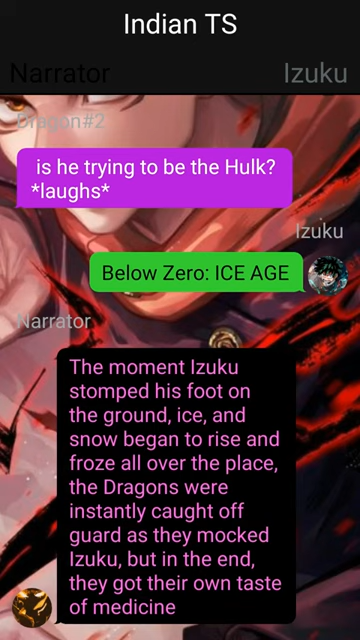 Indian TS
Narrator
Izuku
Dragon#2
is he trying to be the Hulk?
*laughs*
Izuku
Below Zero: ICE AGE
Narrator
The moment Izuku
stomped his foot on
the ground, ice, and
snow began to rise and
froze all over the place,
the Dragons were
instantly caught off
guard as they mocked
Izuku, but in the end,
they got their own taste
of medicine